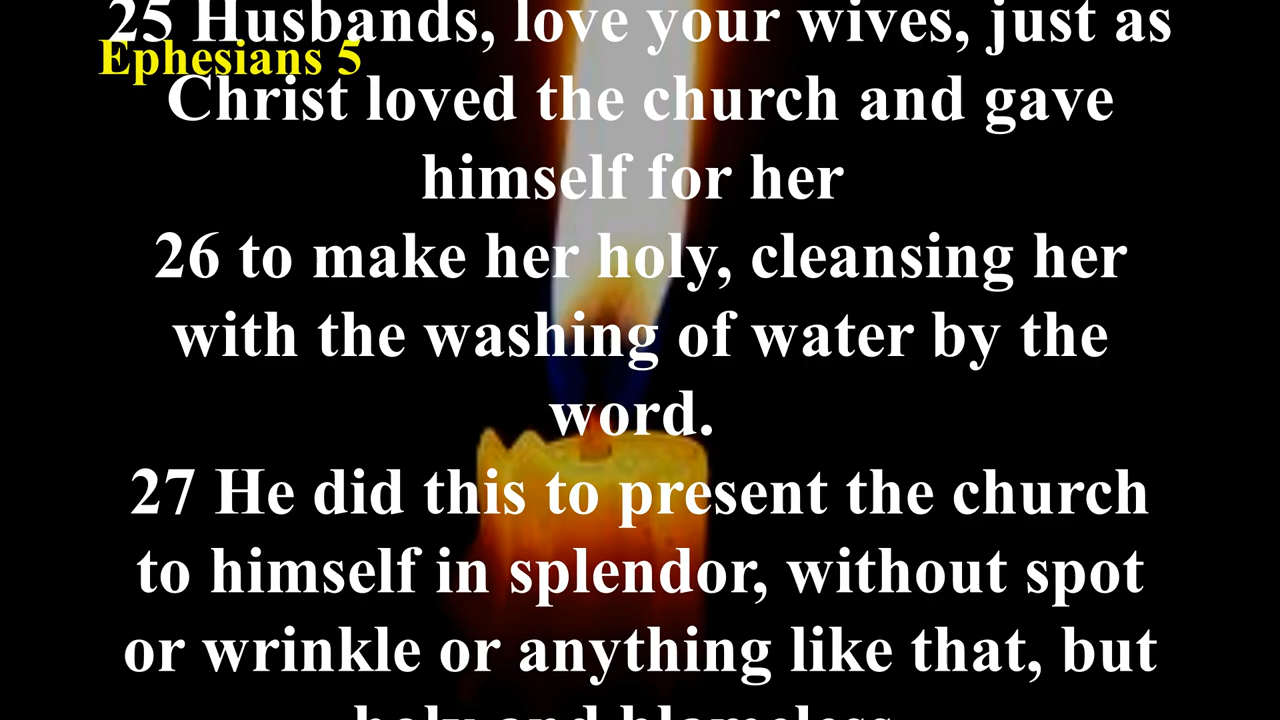 25 Husbands, love your wives, just as
Ephesians 5
Christ loved the church and gave
himself for her
26 to make her holy, cleansing her
with the washing of water by the
word.
27 He did this to present the church
to himself in splendor, without spot
or wrinkle or anything like that, but
holy and blameless